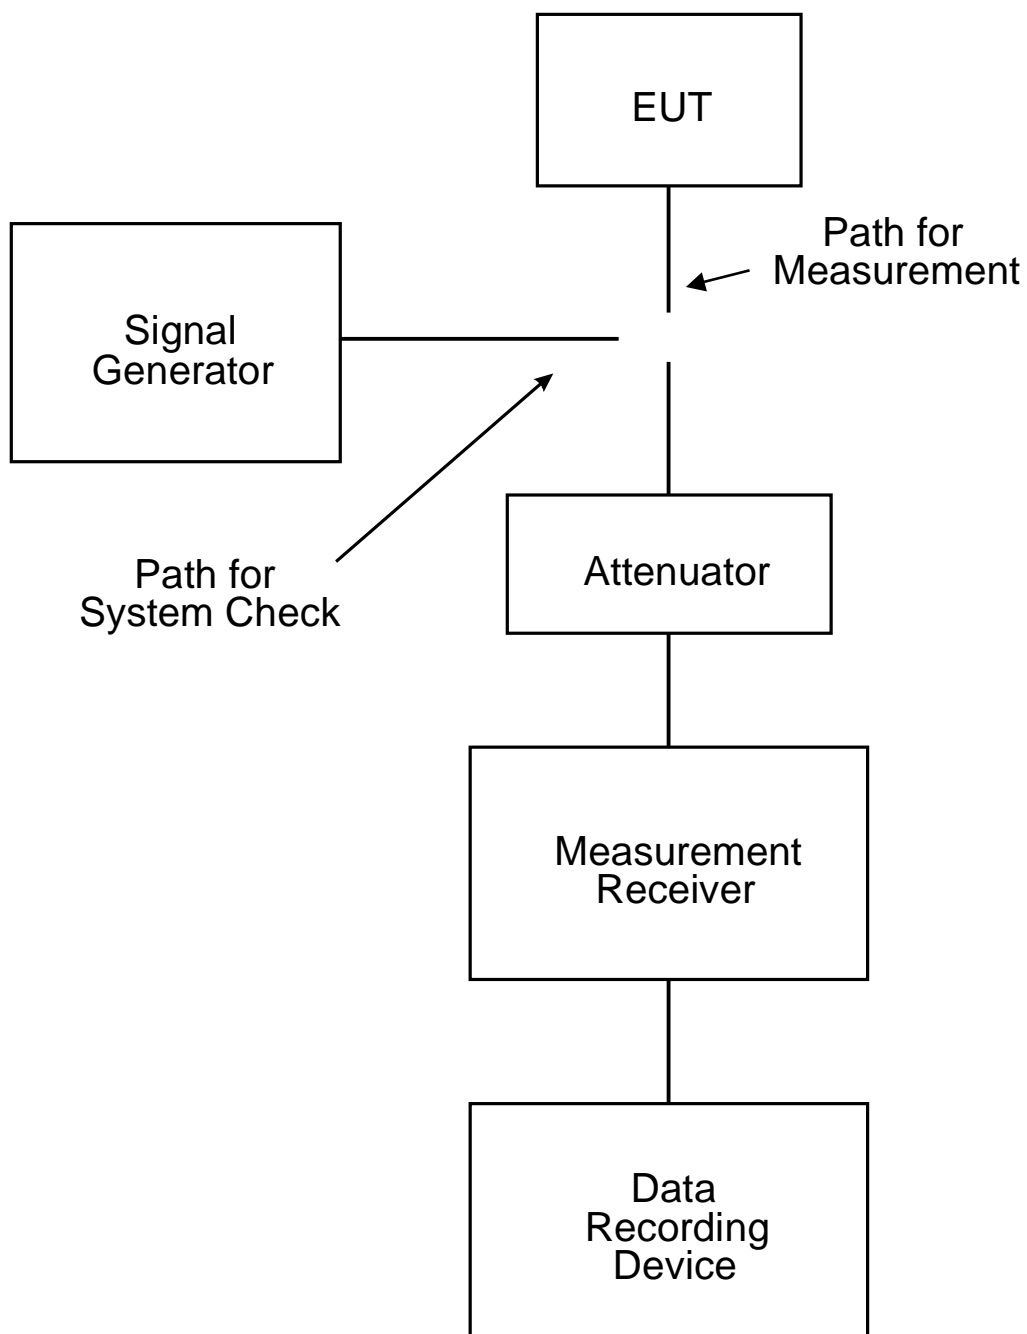 EUT
Path for
Measurement
Signal
Generator
Path for
System Check
Attenuator
Measurement
Receiver
Data
Recording
Device